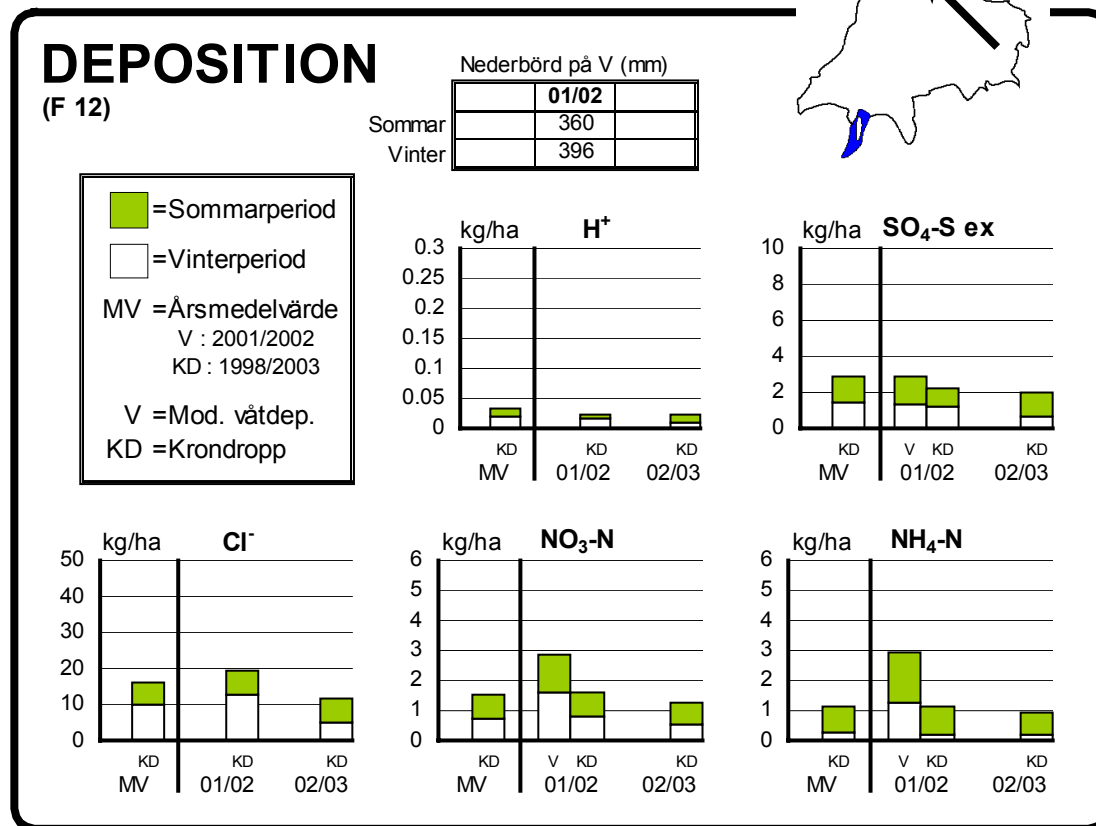 DEPOSITION
(F 12)
Nederbörd på V (mm)
01/02
Sommar 360
Vinter 396
=Sommarperiod
=Vinterperiod
MV =Årsmedelvärde
V : 2001/2002
KD : 1998/2003
V =Mod. våtdep.
KD =Krondropp
kg/ha H⁺
0.3
0.25
0.2
0.15
0.1
0.05
0
KD KD KD
MV 01/02 02/03
kg/ha SO₄-S ex
10
8
6
4
2
0
KD V KD KD
MV 01/02 02/03
kg/ha Cl⁻
50
40
30
20
10
0
KD KD KD
MV 01/02 02/03
kg/ha NO₃-N
6
5
4
3
2
1
0
KD V KD KD
MV 01/02 02/03
kg/ha NH₄-N
6
5
4
3
2
1
0
KD V KD KD
MV 01/02 02/03